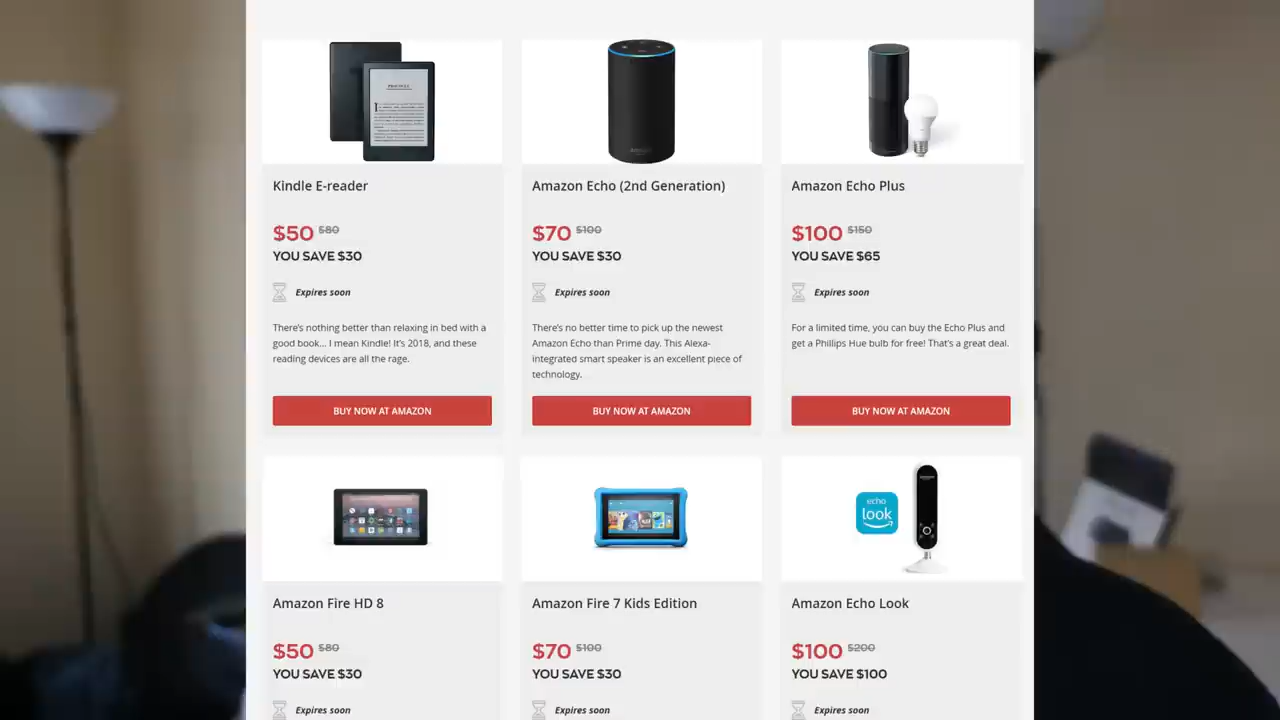 Kindle E-reader
$50 $80
YOU SAVE $30
Expires soon
There's nothing better than relaxing in bed with a
good book... I mean Kindle! It's 2018, and these
reading devices are all the rage.
BUY NOW AT AMAZON
Amazon Echo (2nd Generation)
$70 $100
YOU SAVE $30
Expires soon
There's no better time to pick up the newest
Amazon Echo than Prime day. This Alexa-
integrated smart speaker is an excellent piece of
technology.
BUY NOW AT AMAZON
Amazon Echo Plus
$100 $150
YOU SAVE $65
Expires soon
For a limited time, you can buy the Echo Plus and
get a Phillips Hue bulb for free! That's a great deal.
BUY NOW AT AMAZON
Amazon Fire HD 8
$50 $80
YOU SAVE $30
Expires soon
Amazon Fire 7 Kids Edition
$70 $100
YOU SAVE $30
Expires soon
echo
look
Amazon Echo Look
$100 $200
YOU SAVE $100
Expires soon